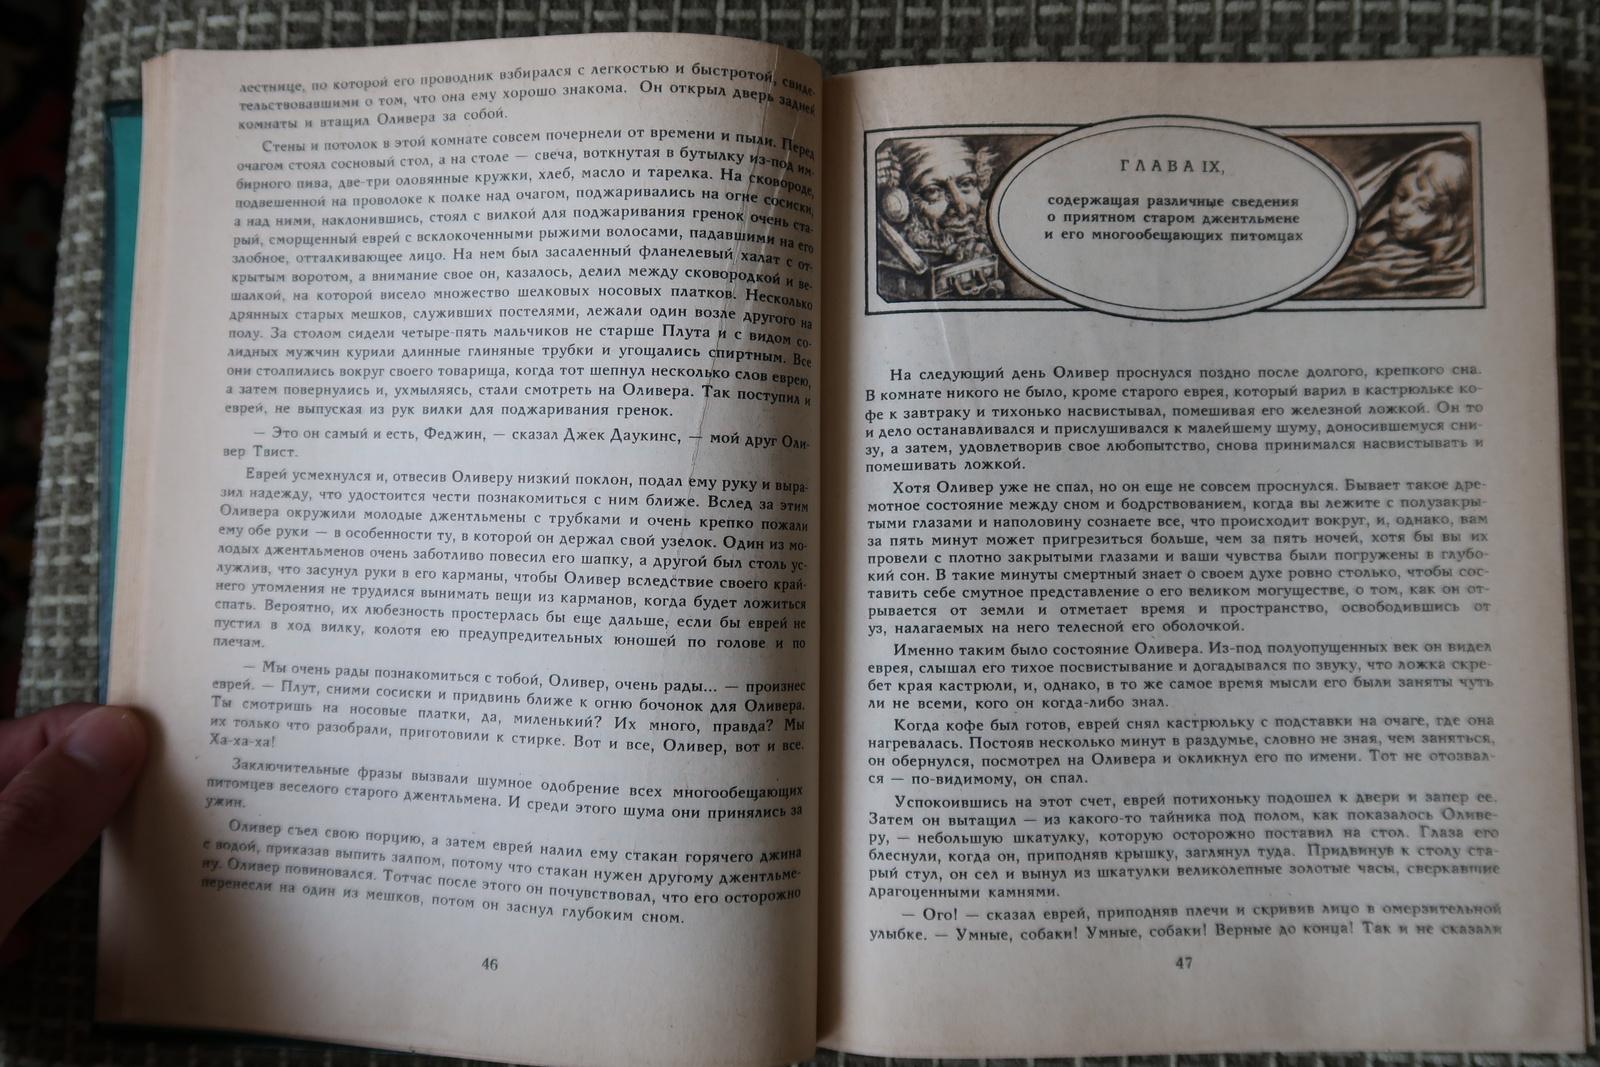 лестнице, по которой его проводник взбирался с легкостью и быстротой, свиде-
тельствовавшими о том, что она ему хорошо знакома. Он открыл дверь задней
комнаты и втащил Оливера за собой.
Стены и потолок в этой комнате совсем почернели от времени и пыли. Перед
очагом стоял сосновый стол, а на столе — свеча, воткнутая в бутылку из-под им-
бирного пива, две-три оловянные кружки, хлеб, масло и тарелка. На сковороде,
подвешенной на проволоке к полке над очагом, поджаривались на огне сосиски,
а над ними, наклонившись, стоял с вилкой для поджаривания гренок очень ста-
рый, сморщенный еврей с всклокоченными рыжими волосами, падавшими на его
злобное, отталкивающее лицо. На нем был засаленный фланелевый халат с от-
крытым воротом, а внимание свое он, казалось, делил между сковородкой и ве-
шалкой, на которой висело множество шелковых носовых платков. Несколько
дрянных старых мешков, служивших постелями, лежали один возле другого на
полу. За столом сидели четыре-пять мальчиков не старше Плута и с видом со-
лидных мужчин курили длинные глиняные трубки и угощались спиртным. Все
они столпились вокруг своего товарища, когда тот шепнул несколько слов еврею,
а затем повернулись и, ухмыляясь, стали смотреть на Оливера. Так поступил и
еврей, не выпуская из рук вилки для поджаривания гренок.
— Это он самый и есть, Феджин, — сказал Джек Даукинс, — мой друг Оли-
вер Твист.
Еврей усмехнулся и, отвесив Оливеру низкий поклон, подал ему руку и выра-
зил надежду, что удостоится чести познакомиться с ним ближе. Вслед за этим
Оливера окружили молодые джентльмены с трубками и очень крепко пожали
ему обе руки — в особенности ту, в которой он держал свой узелок. Один из мо-
лодых джентльменов очень заботливо повесил его шапку, а другой был столь ус-
лужлив, что засунул руки в его карманы, чтобы Оливер вследствие своего край-
него утомления не трудился вынимать вещи из карманов, когда будет ложиться
спать. Вероятно, их любезность простерлась бы еще дальше, если бы еврей не
пустил в ход вилку, колотя ею предупредительных юношей по голове и по
плечам.
— Мы очень рады познакомиться с тобой, Оливер, очень рады... — произнес
еврей. — Плут, сними сосиски и придвинь ближе к огню бочонок для Оливера.
Ты смотришь на носовые платки, да, миленький? Их много, правда? Мы
их только что разобрали, приготовили к стирке. Вот и все, Оливер, вот и все.
Ха-ха-ха!
Заключительные фразы вызвали шумное одобрение всех многообещающих
питомцев веселого старого джентльмена. И среди этого шума они принялись за
ужин.
Оливер съел свою порцию, а затем еврей налил ему стакан горячего джина
с водой, приказав выпить залпом, потому что стакан нужен другому джентльме-
ну. Оливер повиновался. Тотчас после этого он почувствовал, что его осторожно
перенесли на один из мешков, потом он заснул глубоким сном.
46
ГЛАВА IX,
содержащая различные сведения
о приятном старом джентльмене
и его многообещающих питомцах
На следующий день Оливер проснулся поздно после долгого, крепкого сна.
В комнате никого не было, кроме старого еврея, который варил в кастрюльке ко-
фе к завтраку и тихонько насвистывал, помешивая его железной ложкой. Он то
и дело останавливался и прислушивался к малейшему шуму, доносившемуся сни-
зу, а затем, удовлетворив свое любопытство, снова принимался насвистывать и
помешивать ложкой.
Хотя Оливер уже не спал, но он еще не совсем проснулся. Бывает такое дре-
мотное состояние между сном и бодрствованием, когда вы лежите с полузакры-
тыми глазами и наполовину сознаете все, что происходит вокруг, и, однако, вам
за пять минут может пригрезиться больше, чем за пять ночей, хотя бы вы их
провели с плотно закрытыми глазами и ваши чувства были погружены в глубо-
кий сон. В такие минуты смертный знает о своем духе ровно столько, чтобы сос-
тавить себе смутное представление о его великом могуществе, о том, как он от-
рывается от земли и отметает время и пространство, освободившись от
уз, налагаемых на него телесной его оболочкой.
Именно таким было состояние Оливера. Из-под полуопущенных век он видел
еврея, слышал его тихое посвистывание и догадывался по звуку, что ложка скре-
бет края кастрюли, и, однако, в то же самое время мысли его были заняты чуть
ли не всеми, кого он когда-либо знал.
Когда кофе был готов, еврей снял кастрюльку с подставки на очаге, где она
нагревалась. Постояв несколько минут в раздумье, словно не зная, чем заняться,
он обернулся, посмотрел на Оливера и окликнул его по имени. Тот не отозвал-
ся — по-видимому, он спал.
Успокоившись на этот счет, еврей потихоньку подошел к двери и запер ее.
Затем он вытащил — из какого-то тайника под полом, как показалось Оливе-
ру, — небольшую шкатулку, которую осторожно поставил на стол. Глаза его
блеснули, когда он, приподняв крышку, заглянул туда. Придвинув к столу ста-
рый стул, он сел и вынул из шкатулки великолепные золотые часы, сверкавшие
драгоценными камнями.
— Ого! — сказал еврей, приподняв плечи и скривив лицо в омерзительной
улыбке. — Умные, собаки! Умные, собаки! Верные до конца! Так и не сказали
47